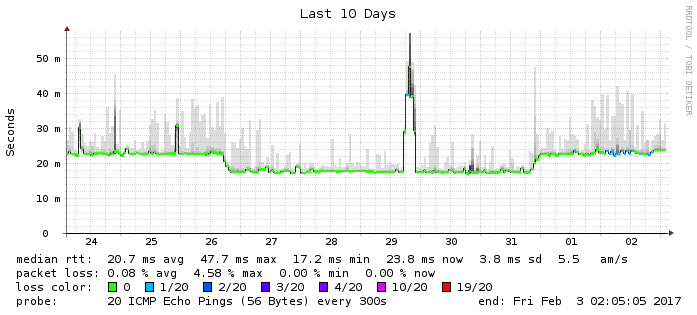 Last 10 Days
RRDTOOL / TOBI OETIKER
Seconds
50 m
40 m
30 m
20 m
10 m
0
24 25 26 27 28 29 30 31 01 02
median rtt: 20.7 ms avg 47.7 ms max 17.2 ms min 23.8 ms now 3.8 ms sd 5.5 am/s
packet loss: 0.08 % avg 4.58 % max 0.00 % min 0.00 % now
loss color: 0 1/20 2/20 3/20 4/20 10/20 19/20
probe: 20 ICMP Echo Pings (56 Bytes) every 300s end: Fri Feb 3 02:05:05 2017